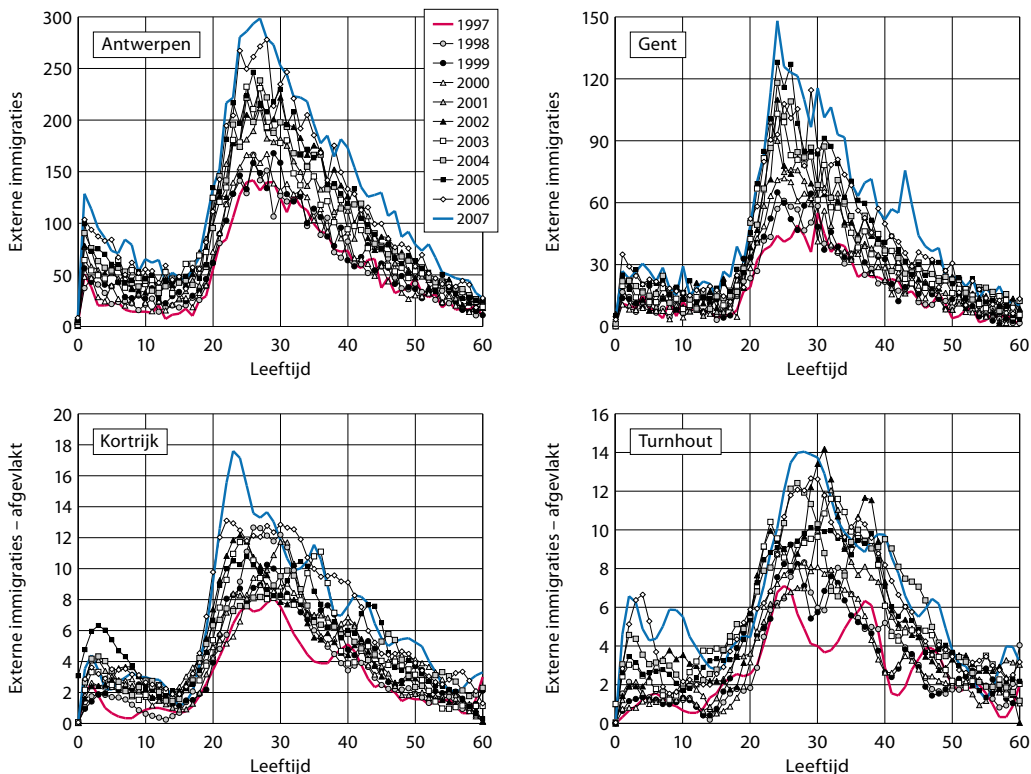 Antwerpen
Externe immigraties
300
250
200
150
100
50
0
0 10 20 30 40 50 60
Leeftijd
1997
1998
1999
2000
2001
2002
2003
2004
2005
2006
2007
Gent
Externe immigraties
150
120
90
60
30
0
0 10 20 30 40 50 60
Leeftijd
Kortrijk
Externe immigraties – afgevlakt
20
18
16
14
12
10
8
6
4
2
0
0 10 20 30 40 50 60
Leeftijd
Turnhout
Externe immigraties – afgevlakt
16
14
12
10
8
6
4
2
0
0 10 20 30 40 50 60
Leeftijd